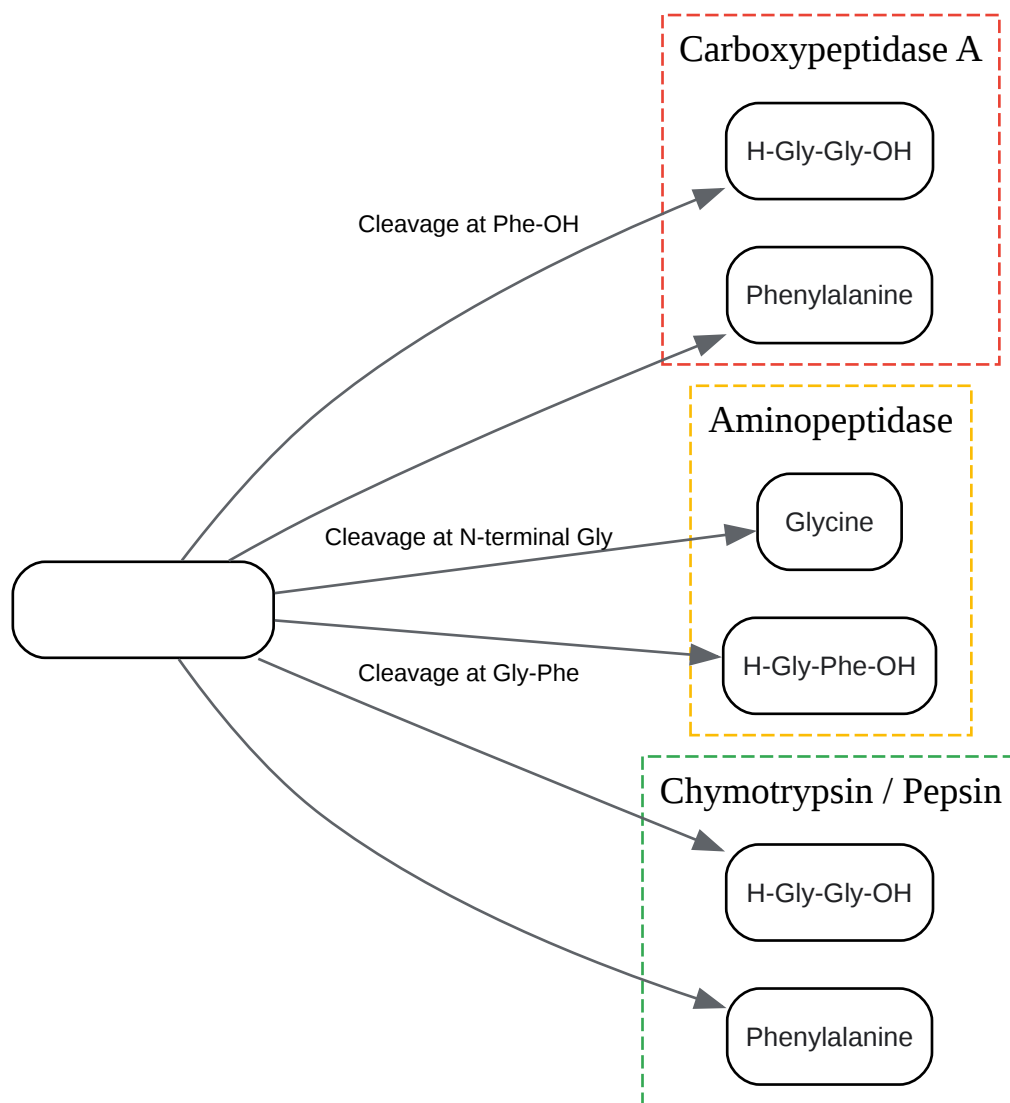 Carboxypeptidase A
H-Gly-Gly-OH
Cleavage at Phe-OH
Phenylalanine
Aminopeptidase
Glycine
Cleavage at N-terminal Gly
H-Gly-Phe-OH
Cleavage at Gly-Phe
Chymotrypsin / Pepsin
H-Gly-Gly-OH
Phenylalanine